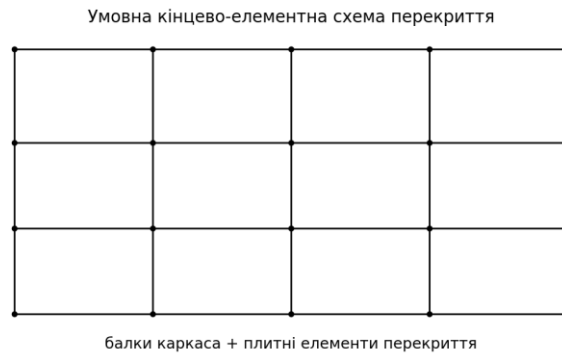 Умовна кінцево-елементна схема перекриття
балки каркаса + плитні елементи перекриття